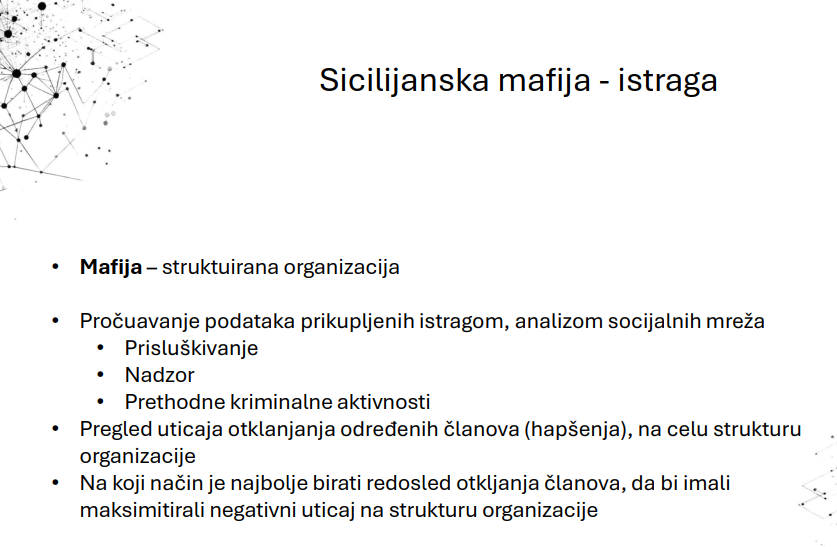 Sicilijanska mafija - istraga
• Mafija – struktuirana organizacija
• Pročuavanje podataka prikupljenih istragom, analizom socijalnih mreža
• Prisluškivanje
• Nadzor
• Prethodne kriminalne aktivnosti
• Pregled uticaja otklanjanja određenih članova (hapšenja), na celu strukturu
organizacije
• Na koji način je najbolje birati redosled otkljanja članova, da bi imali
maksimitirali negativni uticaj na strukturu organizacije